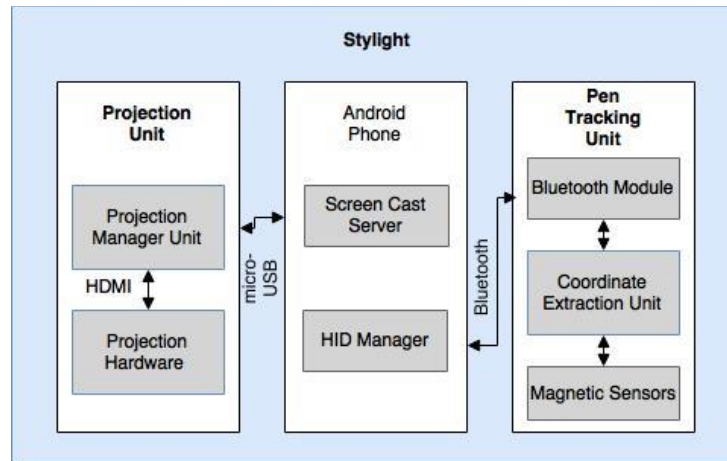 Stylight
Projection
Unit
Projection
Manager Unit
HDMI
Projection
Hardware
micro-
USB
Android
Phone
Screen Cast
Server
HID Manager
Bluetooth
Pen
Tracking
Unit
Bluetooth Module
Coordinate
Extraction Unit
Magnetic Sensors